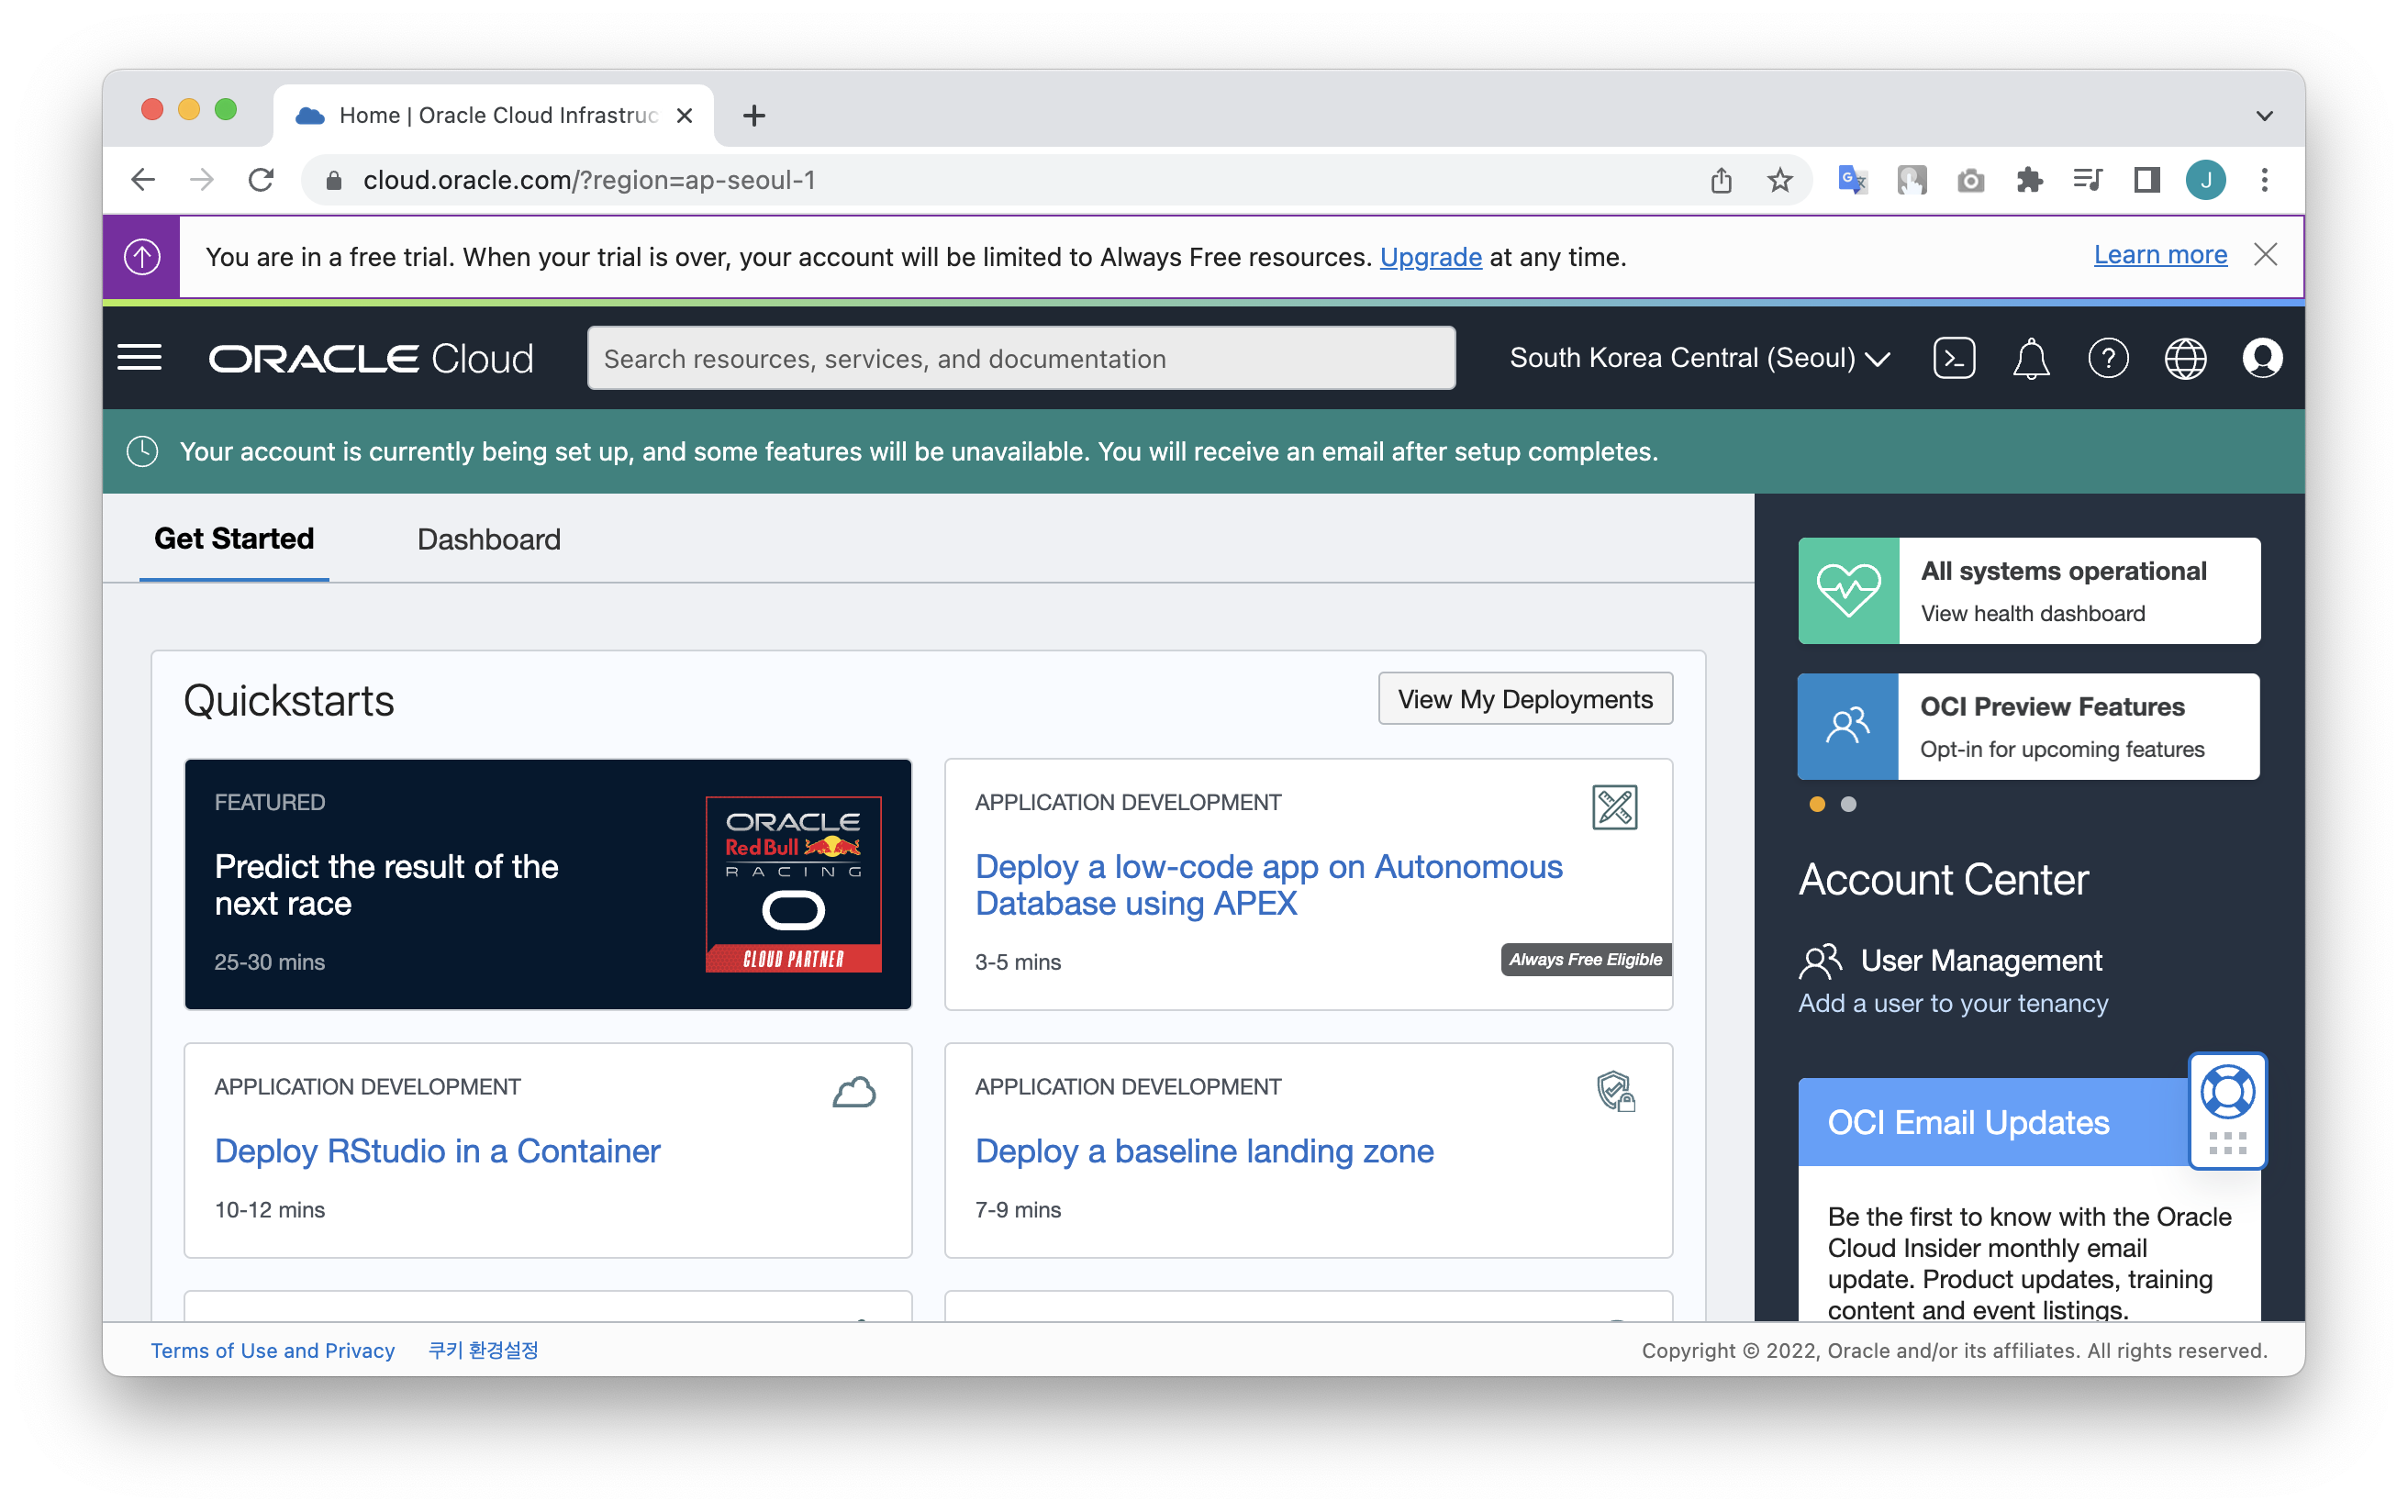 Home | Oracle Cloud Infrastruc
cloud.oracle.com/?region=ap-seoul-1
J
You are in a free trial. When your trial is over, your account will be limited to Always Free resources. Upgrade at any time.
Learn more
ORACLE Cloud
Search resources, services, and documentation
South Korea Central (Seoul)
Your account is currently being set up, and some features will be unavailable. You will receive an email after setup completes.
Get Started
Dashboard
Quickstarts
View My Deployments
FEATURED
Predict the result of the
next race
25-30 mins
ORACLE
Red Bull
RACING
CLOUD PARTNER
APPLICATION DEVELOPMENT
Deploy a low-code app on Autonomous
Database using APEX
3-5 mins
Always Free Eligible
APPLICATION DEVELOPMENT
Deploy RStudio in a Container
10-12 mins
APPLICATION DEVELOPMENT
Deploy a baseline landing zone
7-9 mins
All systems operational
View health dashboard
OCI Preview Features
Opt-in for upcoming features
Account Center
User Management
Add a user to your tenancy
OCI Email Updates
Be the first to know with the Oracle
Cloud Insider monthly email
update. Product updates, training
content and event listings.
Terms of Use and Privacy
쿠키 환경설정
Copyright © 2022, Oracle and/or its affiliates. All rights reserved.